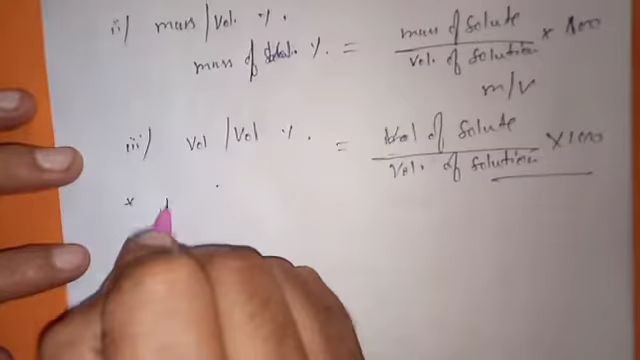 ii) mass/Vol. %.
mass of solute
mass of %. = ――― × 100
Vol. of solution
m/V
iii) Vol/Vol %. = Vol of solute × 100
Vol. of solution
*